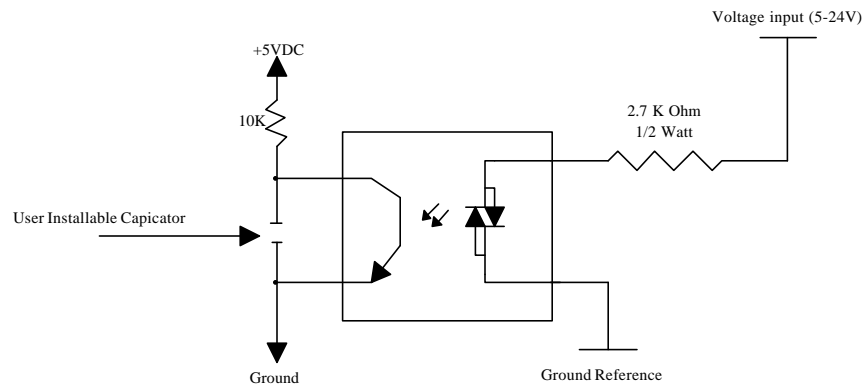 Voltage input (5-24V)
+5VDC
2.7 K Ohm
1/2 Watt
10K
User Installable Capicator
Ground
Ground Reference